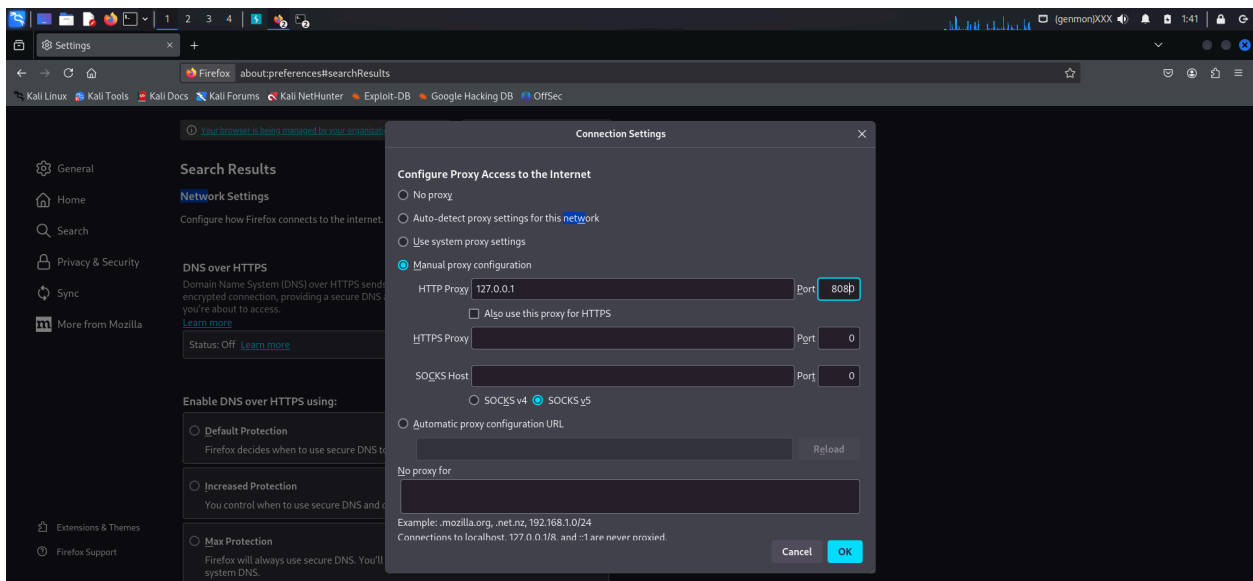 1 2 3 4 (genmon)XXX 1:41
Settings
Firefox about:preferences#searchResults
Kali Linux Kali Tools Kali Docs Kali Forums Kali NetHunter Exploit-DB Google Hacking DB OffSec
Your browser is being managed by your organizati
Connection Settings
General
Home
Search
Privacy & Security
Sync
More from Mozilla
Extensions & Themes
Firefox Support
Search Results
Network Settings
Configure how Firefox connects to the internet.
DNS over HTTPS
Domain Name System (DNS) over HTTPS sends
encrypted connection, providing a secure DNS
you're about to access.
Learn more
Status: Off Learn more
Enable DNS over HTTPS using:
Default Protection
Firefox decides when to use secure DNS to
Increased Protection
You control when to use secure DNS and
Max Protection
Firefox will always use secure DNS. You'll
system DNS.
Configure Proxy Access to the Internet
No proxy
Auto-detect proxy settings for this network
Use system proxy settings
Manual proxy configuration
HTTP Proxy 127.0.0.1 Port 8080
Also use this proxy for HTTPS
HTTPS Proxy Port 0
SOCKS Host Port 0
SOCKS v4 SOCKS v5
Automatic proxy configuration URL
Reload
No proxy for
Example: .mozilla.org, .net.nz, 192.168.1.0/24
Connections to localhost, 127.0.0.1/8, and ::1 are never proxied.
Cancel OK